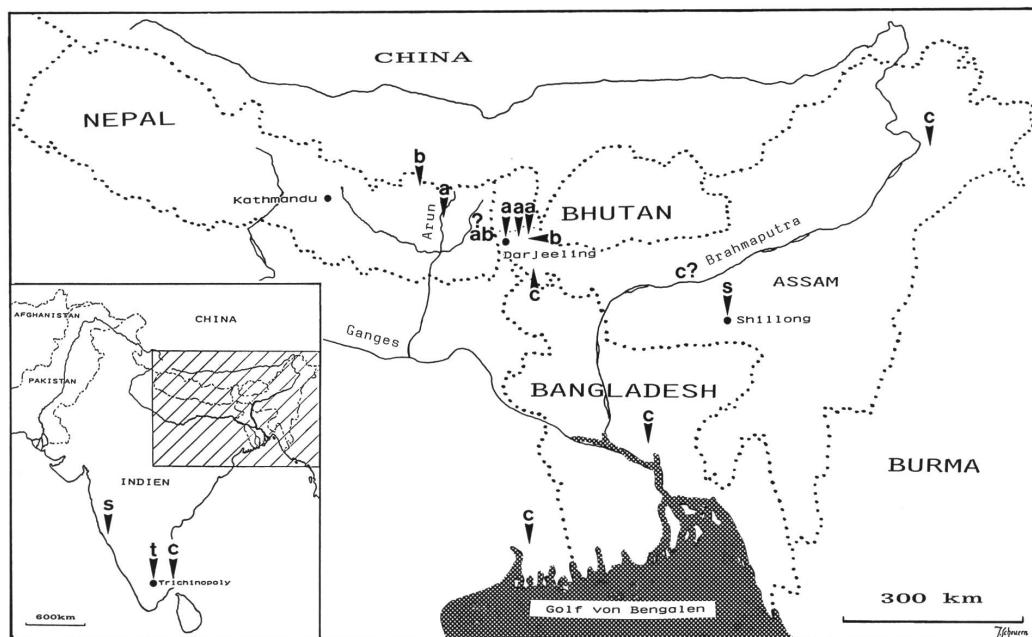 CHINA
NEPAL
c
b
a
Kathmandu
Arun
?
ab
a a a
BHUTAN
b
Darjeeling
Brahmaputra
c
c?
ASSAM
s
Shillong
Ganges
BANGLADESH
c
BURMA
c
Golf von Bengalen
300 km
AFGHANISTAN
CHINA
PAKISTAN
INDIEN
s
t c
Trichinopoly
600km